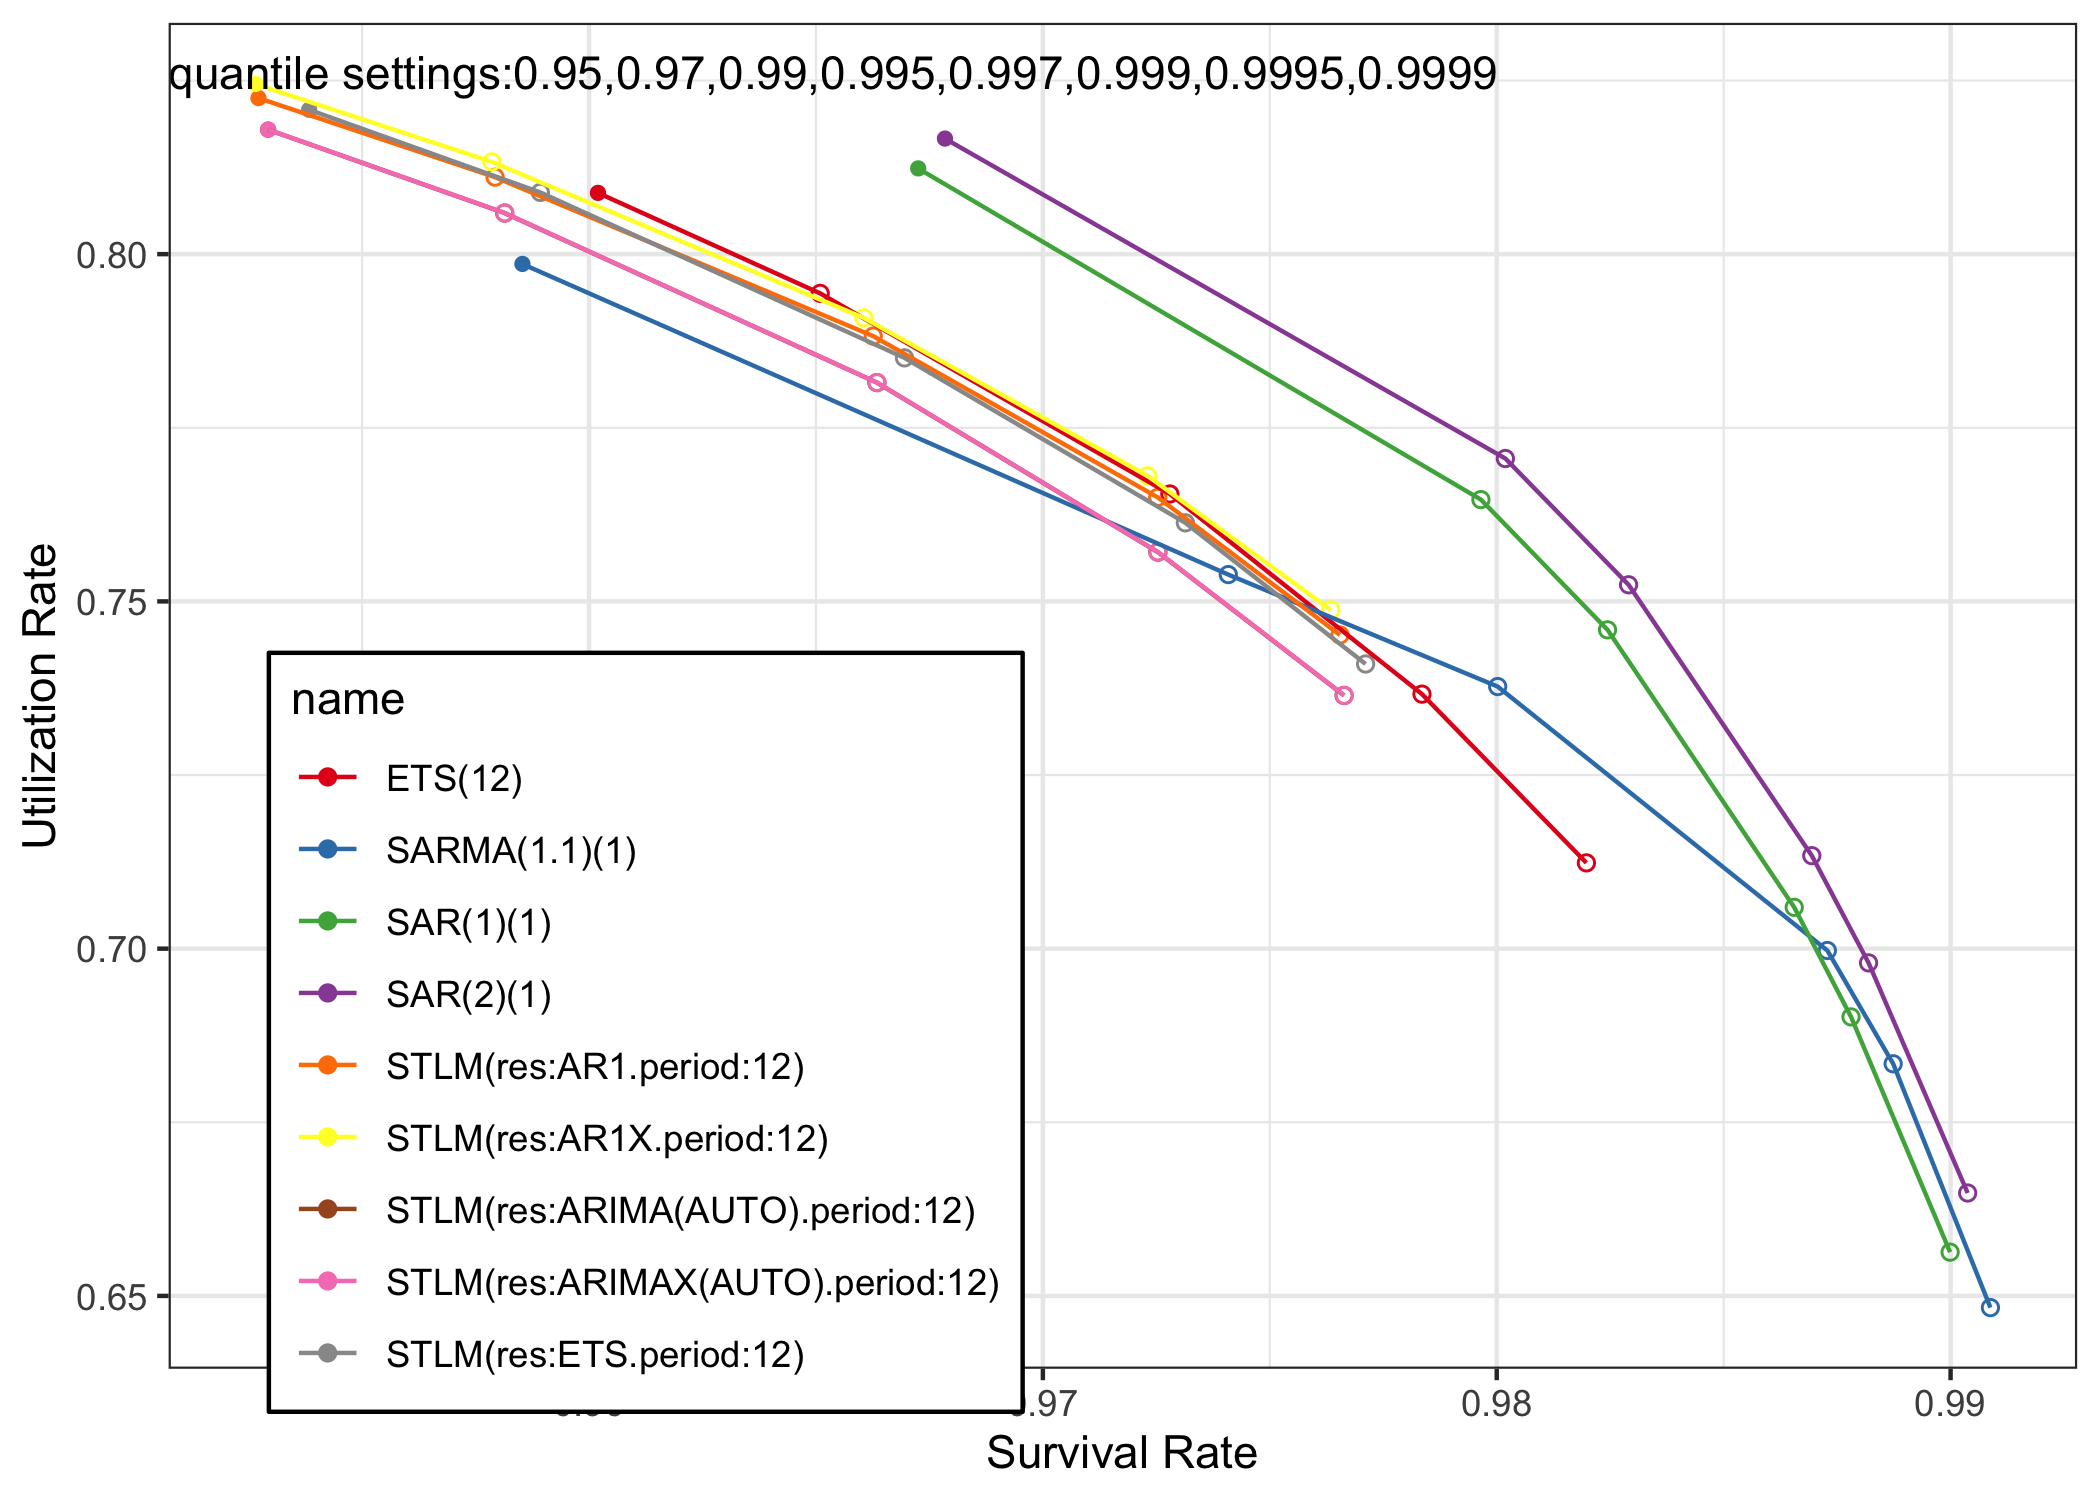 quantile settings:0.95,0.97,0.99,0.995,0.997,0.999,0.9995,0.9999
0.80
0.75
0.70
0.65
Utilization Rate
name
ETS(12)
SARMA(1.1)(1)
SAR(1)(1)
SAR(2)(1)
STLM(res:AR1.period:12)
STLM(res:AR1X.period:12)
STLM(res:ARIMA(AUTO).period:12)
STLM(res:ARIMAX(AUTO).period:12)
STLM(res:ETS.period:12)
0.97 0.98 0.99
Survival Rate